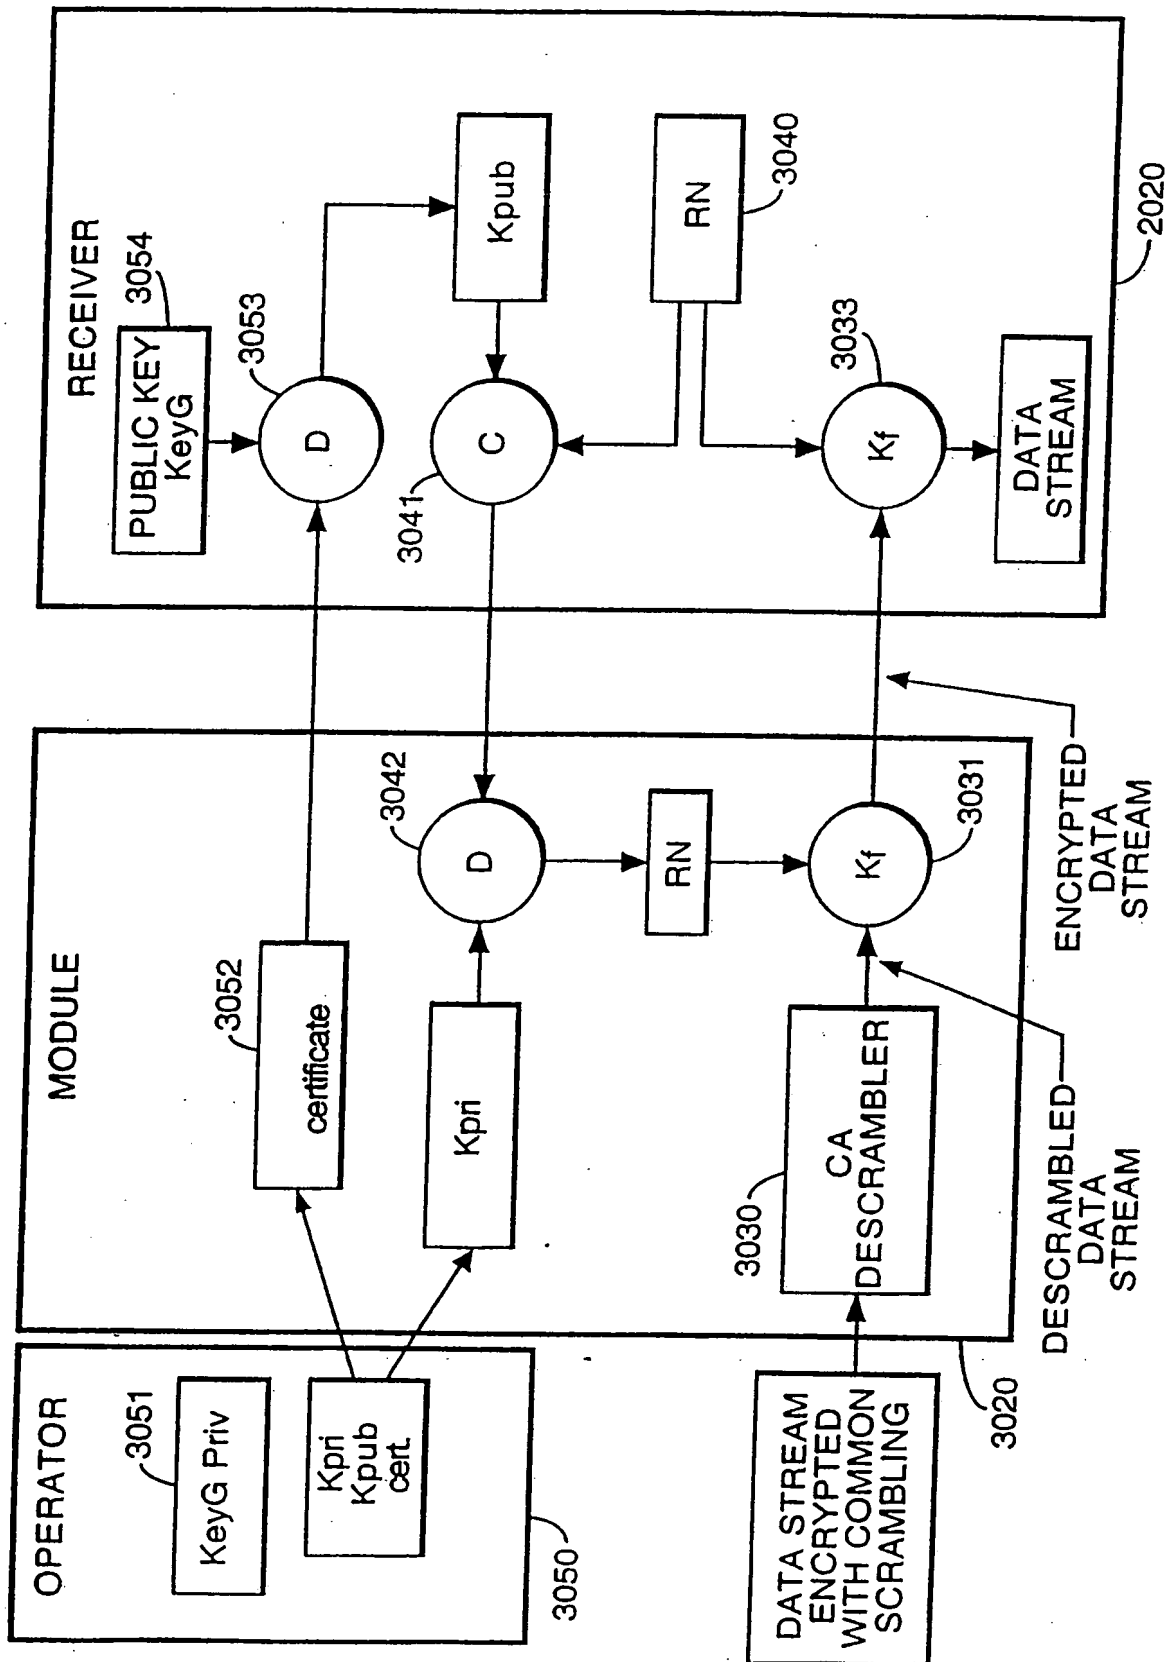 OPERATOR
3051
KeyG Priv
Kpri
Kpub
cert.
3050
DATA STREAM
ENCRYPTED
WITH COMMON
SCRAMBLING
MODULE
3052
certificate
Kpri
3042
D
RN
3030
CA
DESCRAMBLER
Kf
3031
3020
DESCRAMBLED
DATA
STREAM
ENCRYPTED
DATA
STREAM
RECEIVER
PUBLIC KEY
KeyG
3054
D
3053
Kpub
C
3041
RN
3040
Kf
3033
DATA
STREAM
2020